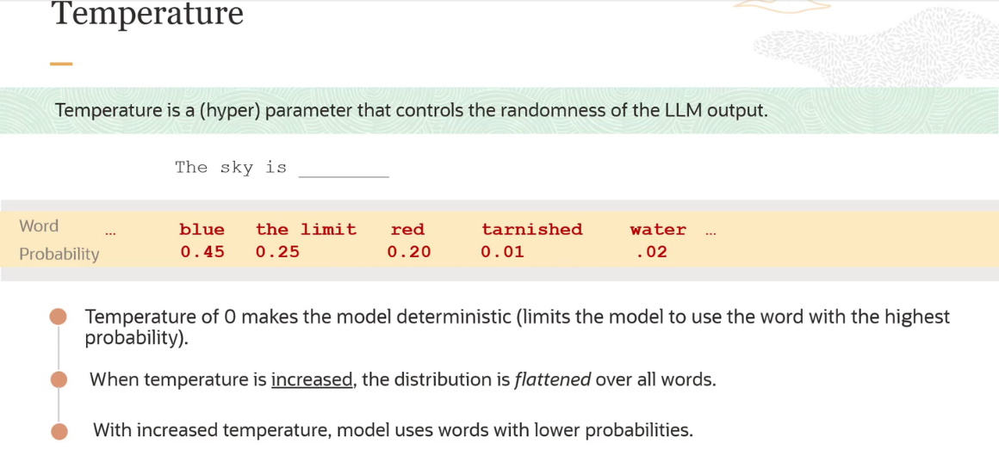 Temperature
Temperature is a (hyper) parameter that controls the randomness of the LLM output.
The sky is ________
Word ... blue the limit red tarnished water ...
Probability 0.45 0.25 0.20 0.01 .02
Temperature of 0 makes the model deterministic (limits the model to use the word with the highest
probability).
When temperature is increased, the distribution is flattened over all words.
With increased temperature, model uses words with lower probabilities.